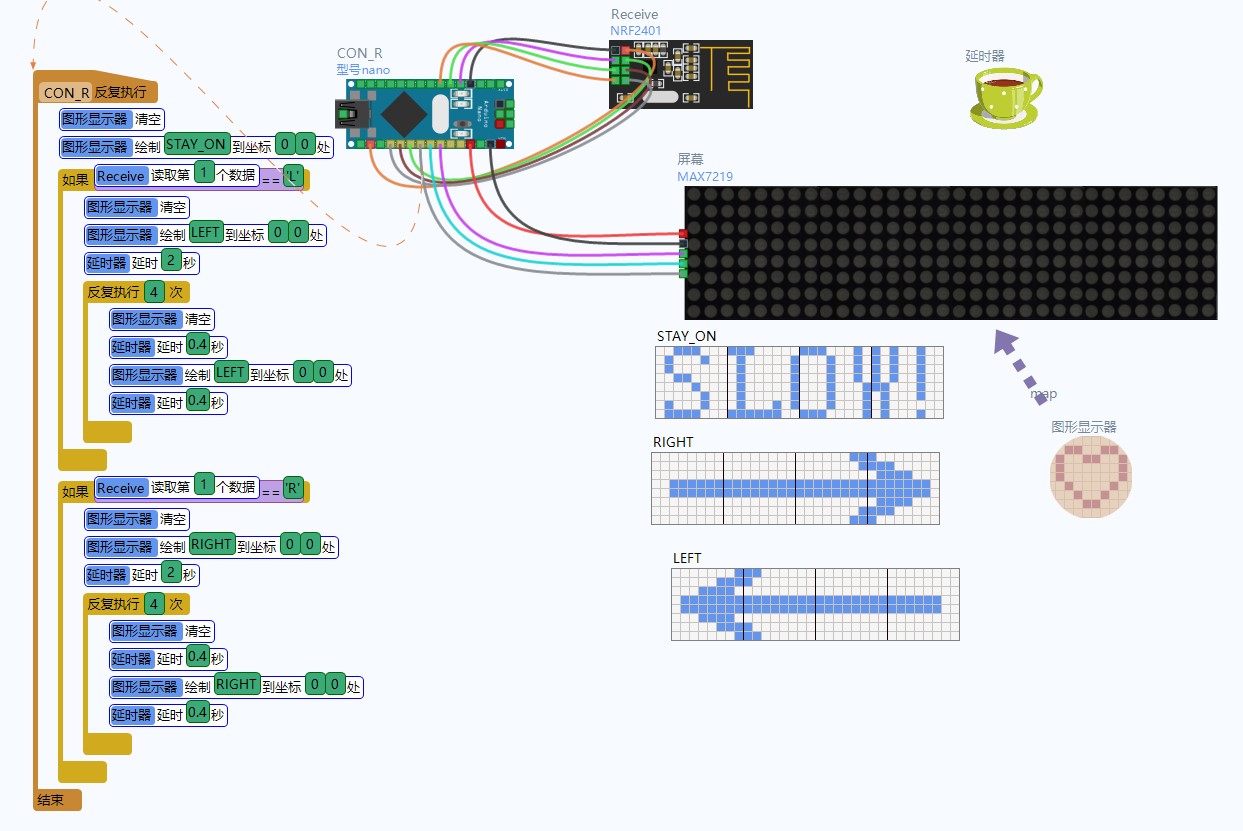 Receive
NRF2401
CON_R
型号nano
延时器
屏幕
MAX7219
CON_R 反复执行
图形显示器 清空
图形显示器 绘制 STAY_ON 到坐标 0 0 处
如果 Receive 读取第 1 个数据 == 'L'
图形显示器 清空
图形显示器 绘制 LEFT 到坐标 0 0 处
延时器 延时 2 秒
反复执行 4 次
图形显示器 清空
延时器 延时 0.4 秒
图形显示器 绘制 LEFT 到坐标 0 0 处
延时器 延时 0.4 秒
如果 Receive 读取第 1 个数据 == 'R'
图形显示器 清空
图形显示器 绘制 RIGHT 到坐标 0 0 处
延时器 延时 2 秒
反复执行 4 次
图形显示器 清空
延时器 延时 0.4 秒
图形显示器 绘制 RIGHT 到坐标 0 0 处
延时器 延时 0.4 秒
结束
STAY_ON
SLOW!
RIGHT
LEFT
map
图形显示器
Arduino
Nano